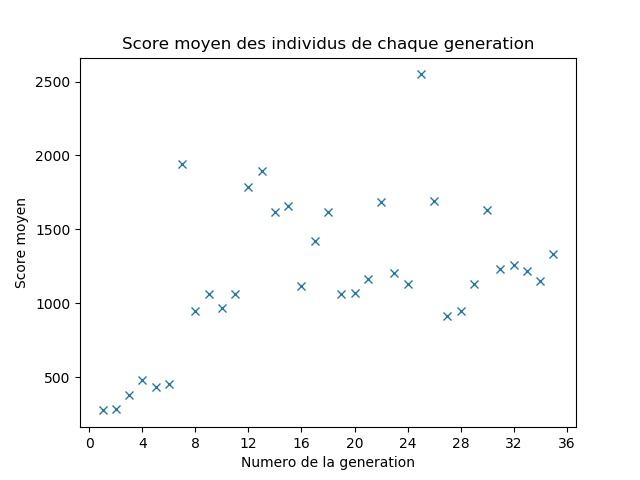 Score moyen des individus de chaque generation
2500
2000
1500
1000
500
Score moyen
0 4 8 12 16 20 24 28 32 36
Numero de la generation